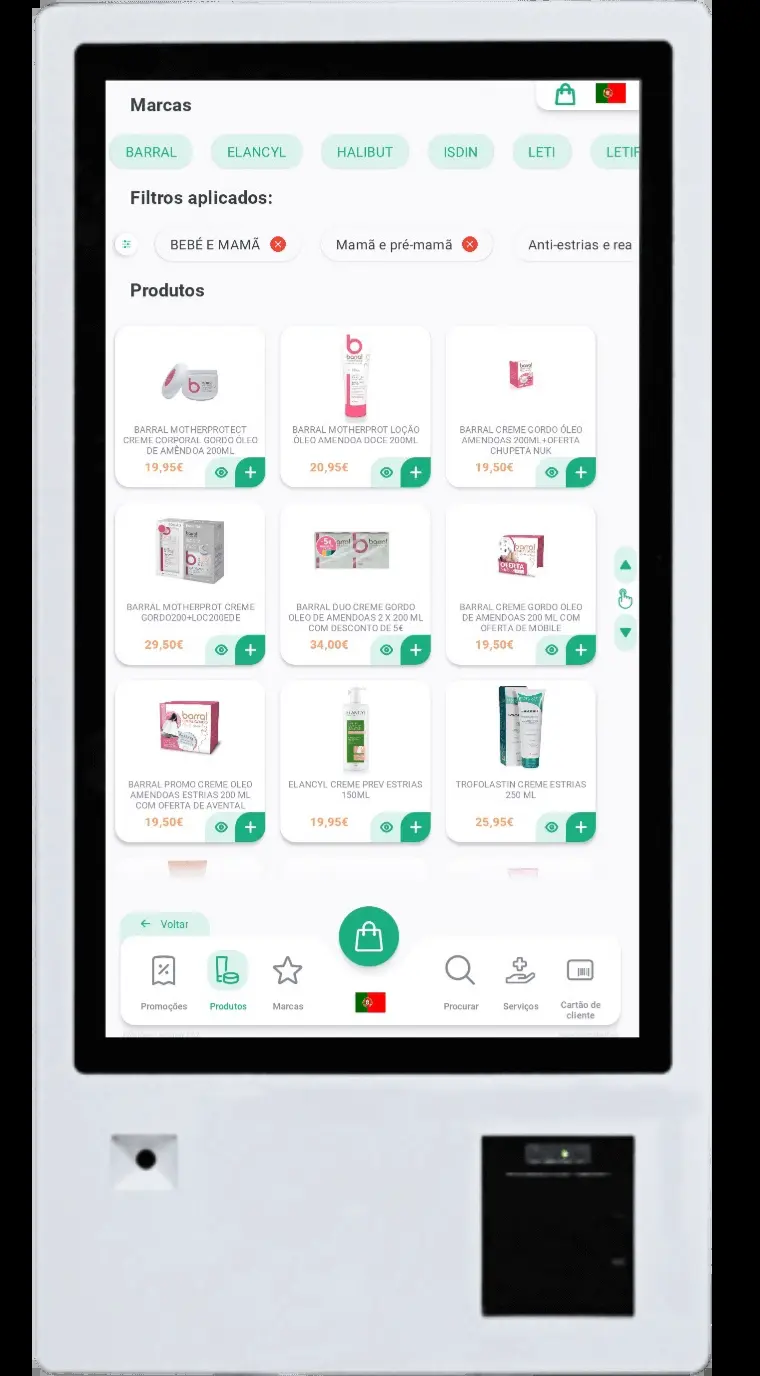 Marcas
BARRAL
ELANCYL
HALIBUT
ISDIN
LETI
LETIF
Filtros aplicados:
BEBÉ E MAMÃ
Mamã e pré-mamã
Anti-estrias e rea
Produtos
BARRAL MOTHERPROTECT
CREME CORPORAL GORDO ÓLEO
DE AMÊNDOA 200ML
19,95€
BARRAL MOTHERPROT LOÇÃO
ÓLEO AMENDOA DOCE 200ML
20,95€
BARRAL CREME GORDO ÓLEO
AMENDOAS 200ML+OFERTA
CHUPETA NUK
19,50€
BARRAL MOTHERPROT CREME
GORDO200+LOC200EDE
29,50€
BARRAL DUO CREME GORDO
OLEO DE AMENDOAS 2 X 200 ML
COM DESCONTO DE 5€
34,00€
BARRAL CREME GORDO OLEO
DE AMENDOAS 200 ML COM
OFERTA DE MOBILE
19,50€
BARRAL PROMO CREME OLEO
AMENDOAS ESTRIAS 200 ML
COM OFERTA DE AVENTAL
19,50€
ELANCYL CREME PREV ESTRIAS
150ML
19,95€
TROFOLASTIN CREME ESTRIAS
250 ML
25,95€
Voltar
Promoções
Produtos
Marcas
Procurar
Serviços
Cartão de
cliente